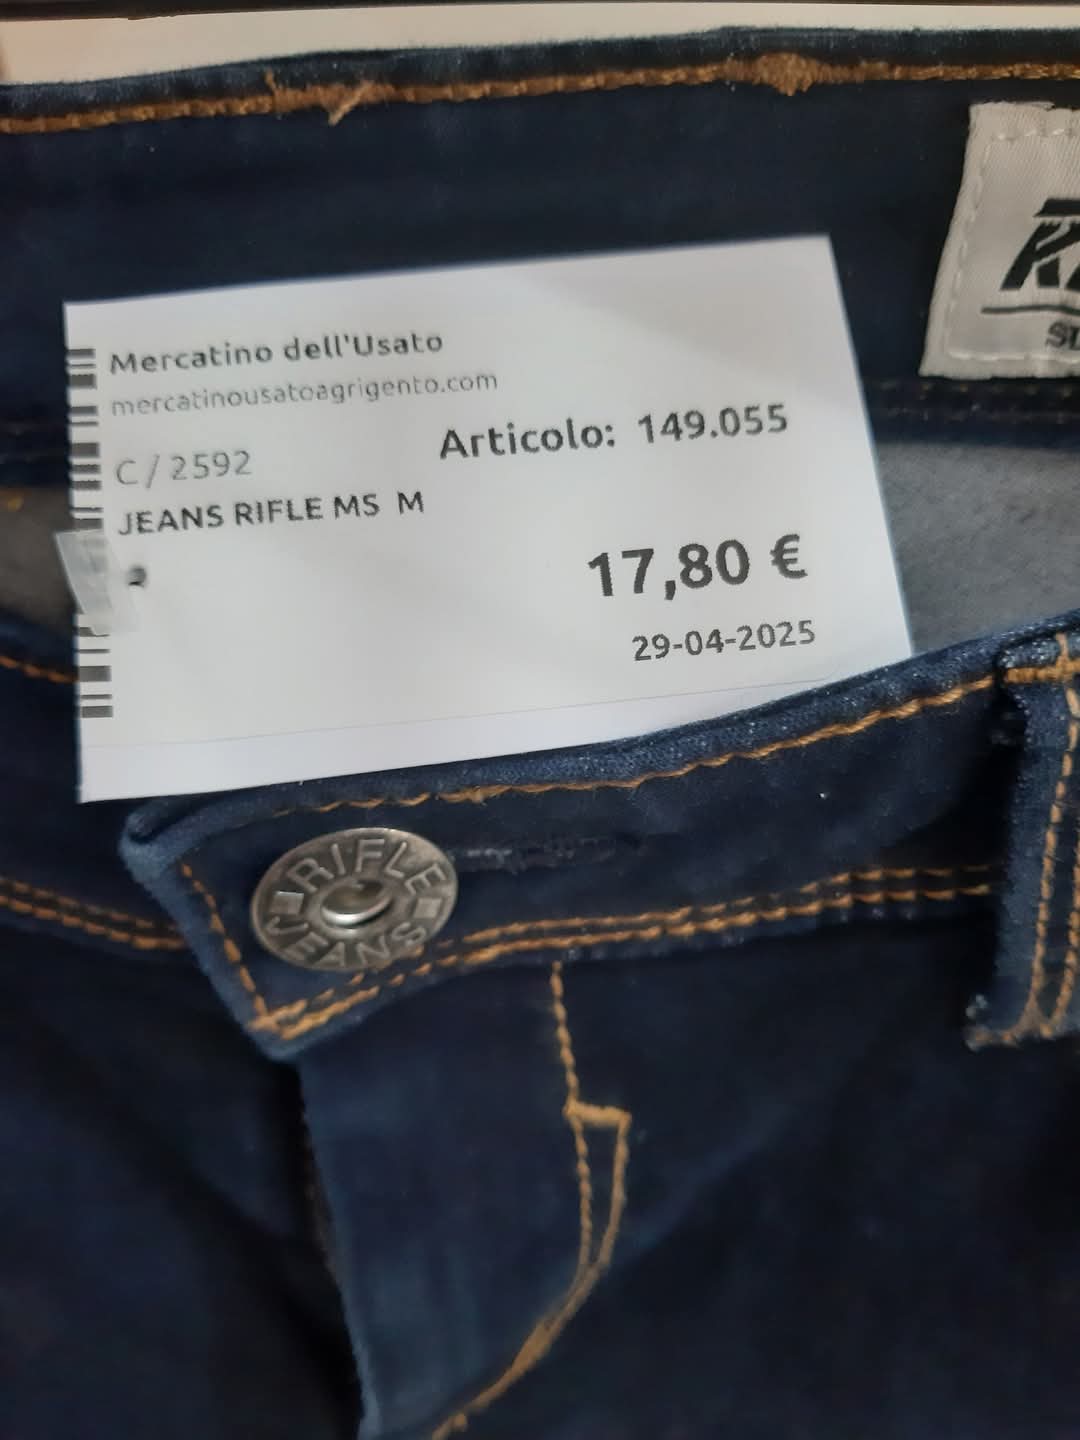 Mercatino dell'Usato
mercatinousatoagrigento.com
C / 2592
Articolo: 149.055
JEANS RIFLE MS M
17,80 €
29-04-2025
RIFLE
JEANS